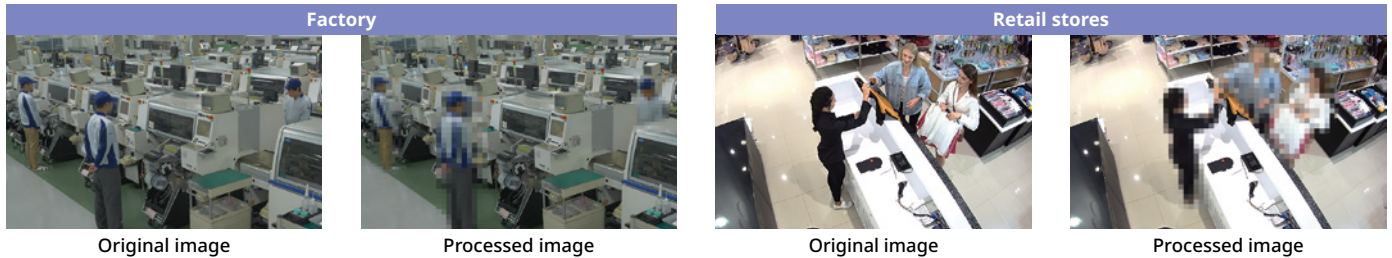 Factory
Retail stores
Original image
Processed image
Original image
Processed image